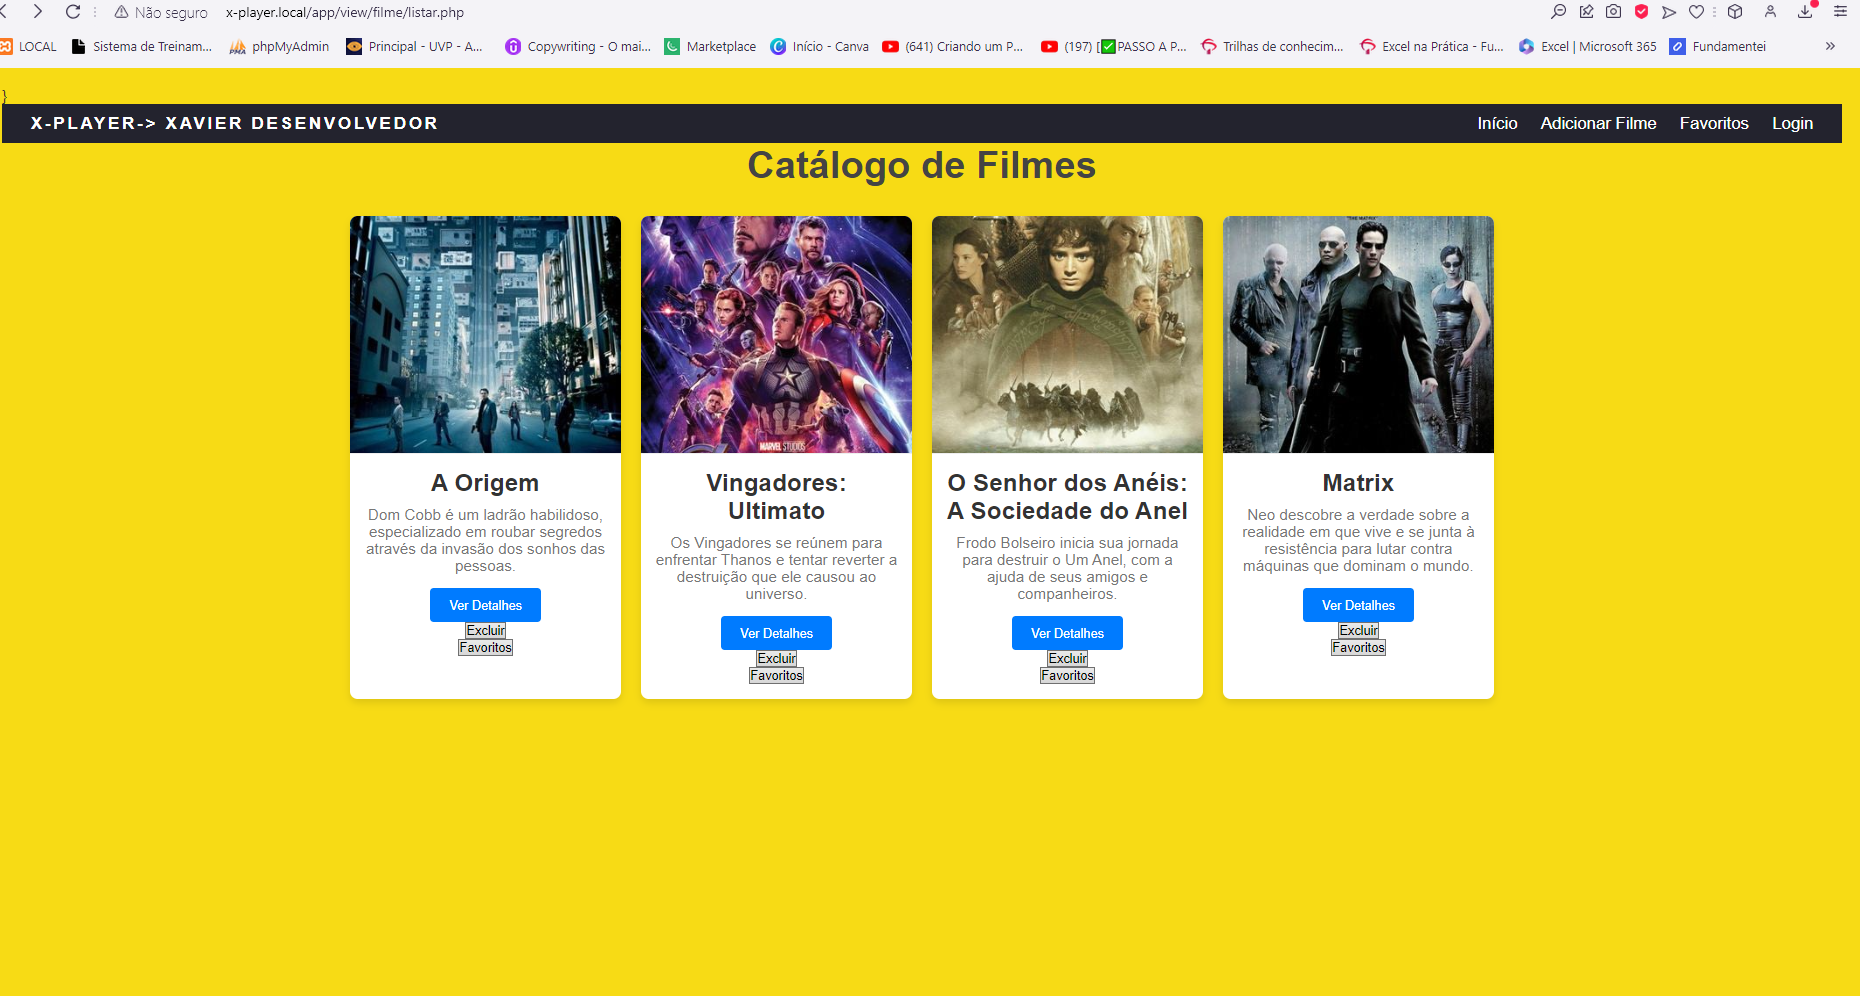 Não seguro x-player.local/app/view/filme/listar.php
LOCAL Sistema de Treinam... phpMyAdmin Principal - UVP - A... Copywriting - O mai... Marketplace Início - Canva (641) Criando um P... (197) [✅PASSO A P... Trilhas de conhecim... Excel na Prática - Fu... Excel | Microsoft 365 Fundamentei »
}
X-PLAYER-> XAVIER DESENVOLVEDOR Início Adicionar Filme Favoritos Login
Catálogo de Filmes
MARVEL STUDIOS
THE MATRIX
A Origem
Dom Cobb é um ladrão habilidoso,
especializado em roubar segredos
através da invasão dos sonhos das
pessoas.
Ver Detalhes
Excluir
Favoritos
Vingadores:
Ultimato
Os Vingadores se reúnem para
enfrentar Thanos e tentar reverter a
destruição que ele causou ao
universo.
Ver Detalhes
Excluir
Favoritos
O Senhor dos Anéis:
A Sociedade do Anel
Frodo Bolseiro inicia sua jornada
para destruir o Um Anel, com a
ajuda de seus amigos e
companheiros.
Ver Detalhes
Excluir
Favoritos
Matrix
Neo descobre a verdade sobre a
realidade em que vive e se junta à
resistência para lutar contra
máquinas que dominam o mundo.
Ver Detalhes
Excluir
Favoritos